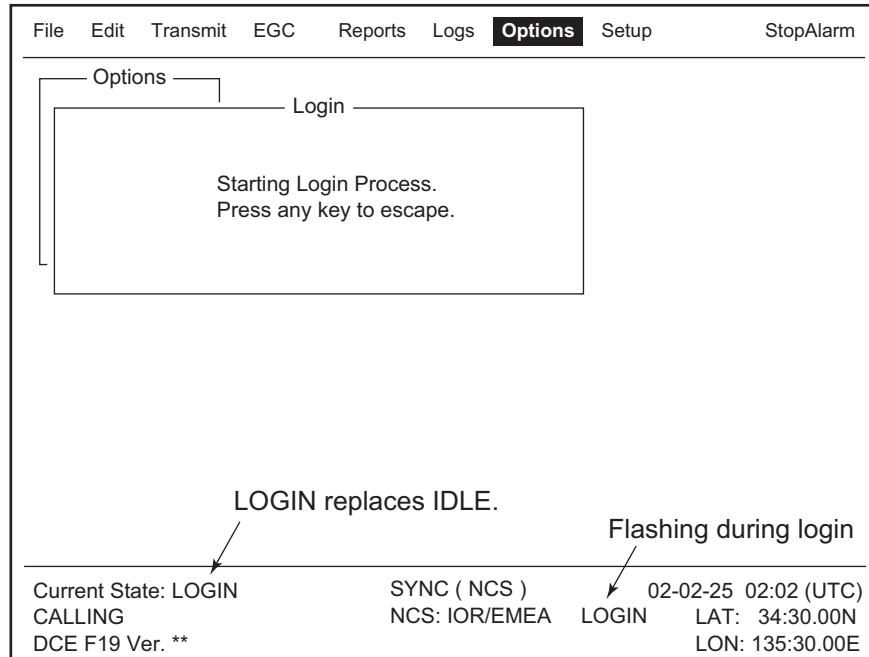 File Edit Transmit EGC Reports Logs Options Setup StopAlarm
Options
Login
Starting Login Process.
Press any key to escape.
LOGIN replaces IDLE.
Flashing during login
Current State: LOGIN SYNC ( NCS ) 02-02-25 02:02 (UTC)
CALLING NCS: IOR/EMEA LOGIN LAT: 34:30.00N
DCE F19 Ver. ** LON: 135:30.00E